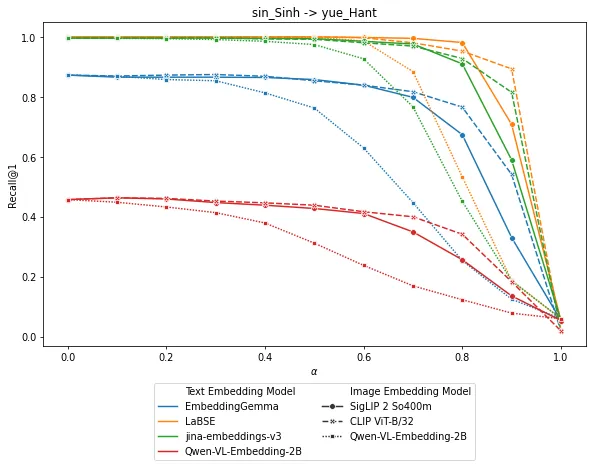 sin_Sinh -> yue_Hant
Recall@1
1.0
0.8
0.6
0.4
0.2
0.0
0.0 0.2 0.4 0.6 0.8 1.0
α
Text Embedding Model
EmbeddingGemma
LaBSE
jina-embeddings-v3
Qwen-VL-Embedding-2B
Image Embedding Model
SigLIP 2 So400m
CLIP ViT-B/32
Qwen-VL-Embedding-2B